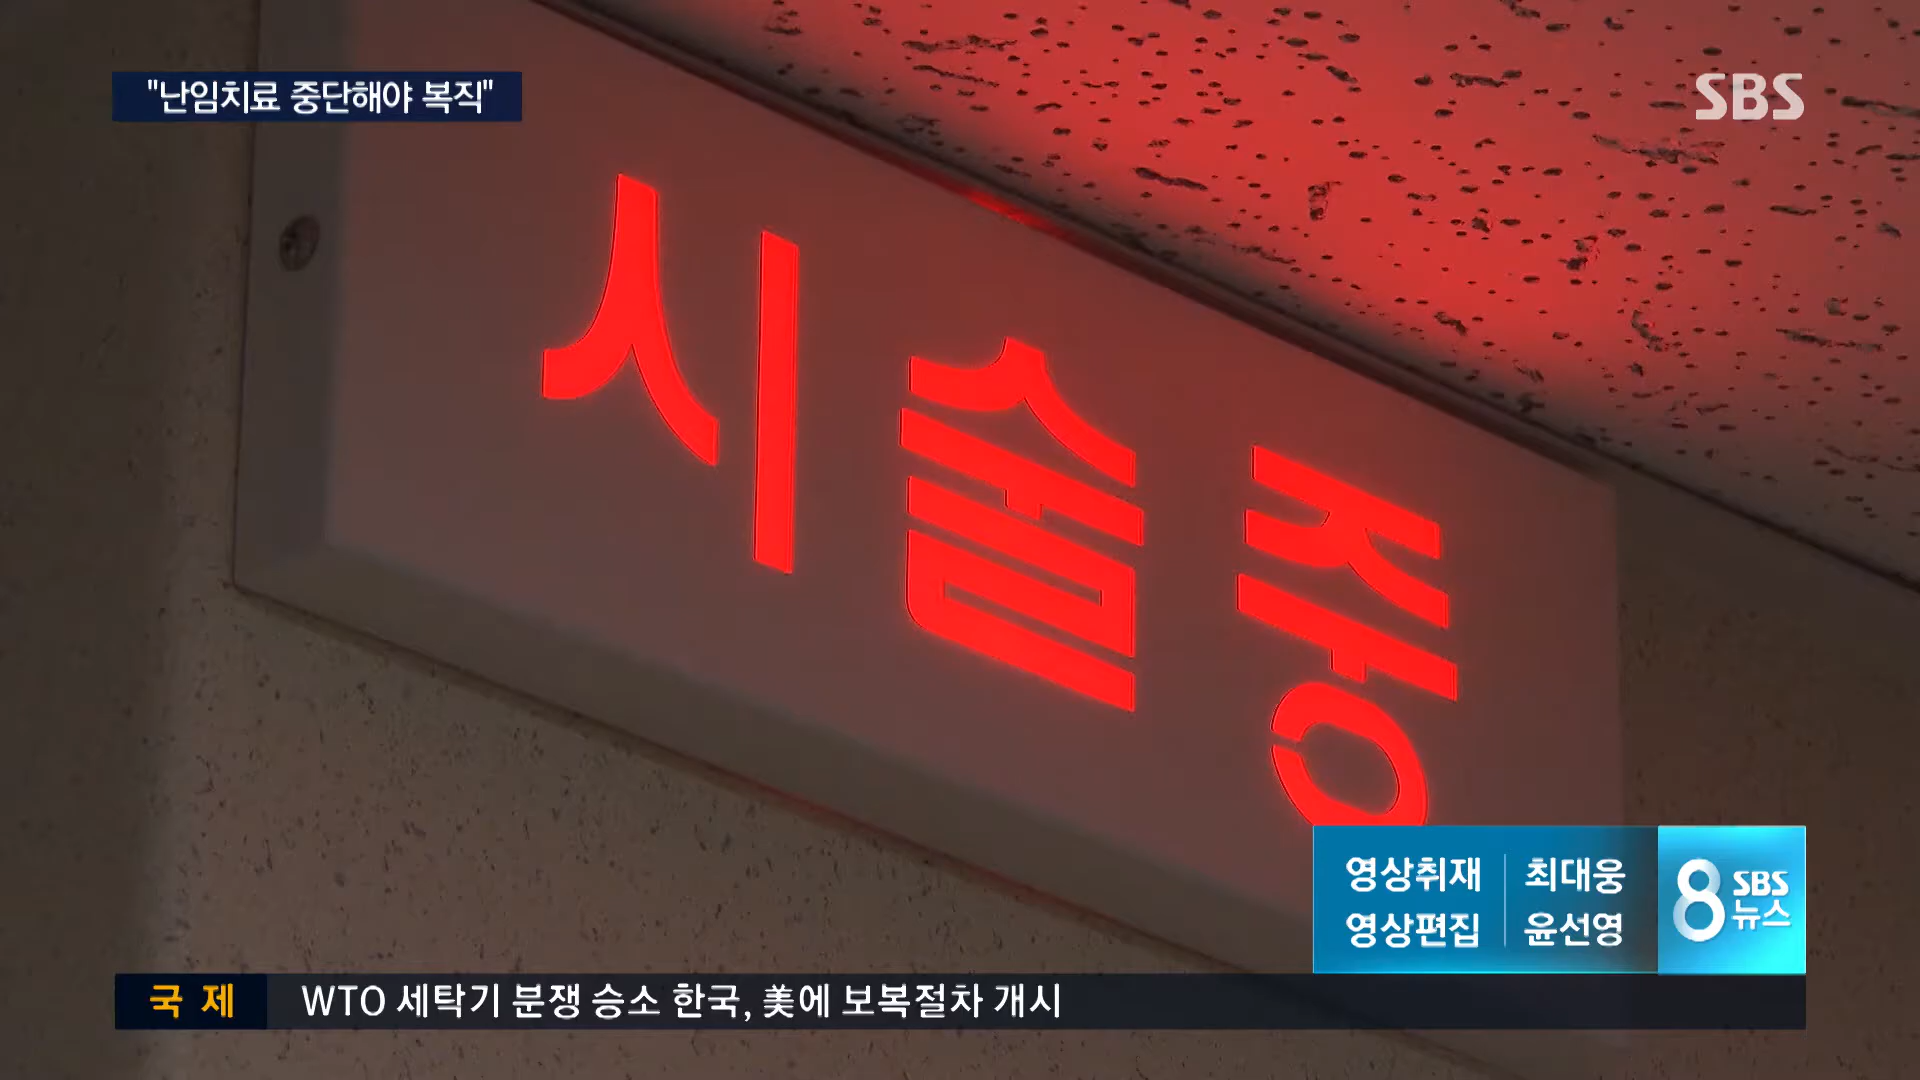 "난임치료 중단해야 복직"
SBS
시술중
영상취재 최대웅
영상편집 윤선영
8 SBS 뉴스
국 제 WTO 세탁기 분쟁 승소 한국, 美에 보복절차 개시